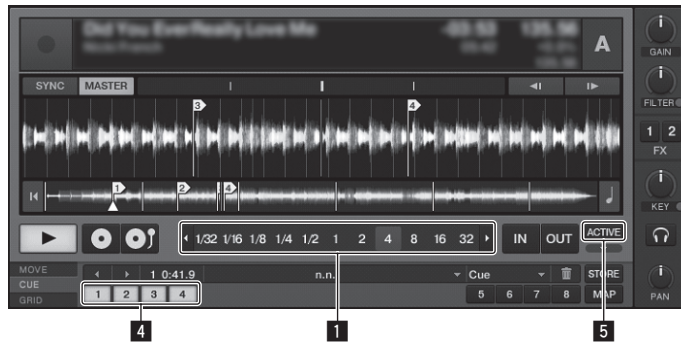 A
GAIN
SYNC MASTER
FILTER
3 4
1 2
FX
1 2 4
KEY
1/32 1/16 1/8 1/4 1/2 1 2 4 8 16 32 IN OUT ACTIVE
MOVE
CUE
GRID
1 0:41.9 n.n. Cue STORE
1 2 3 4 5 6 7 8 MAP
PAN
4 1 5